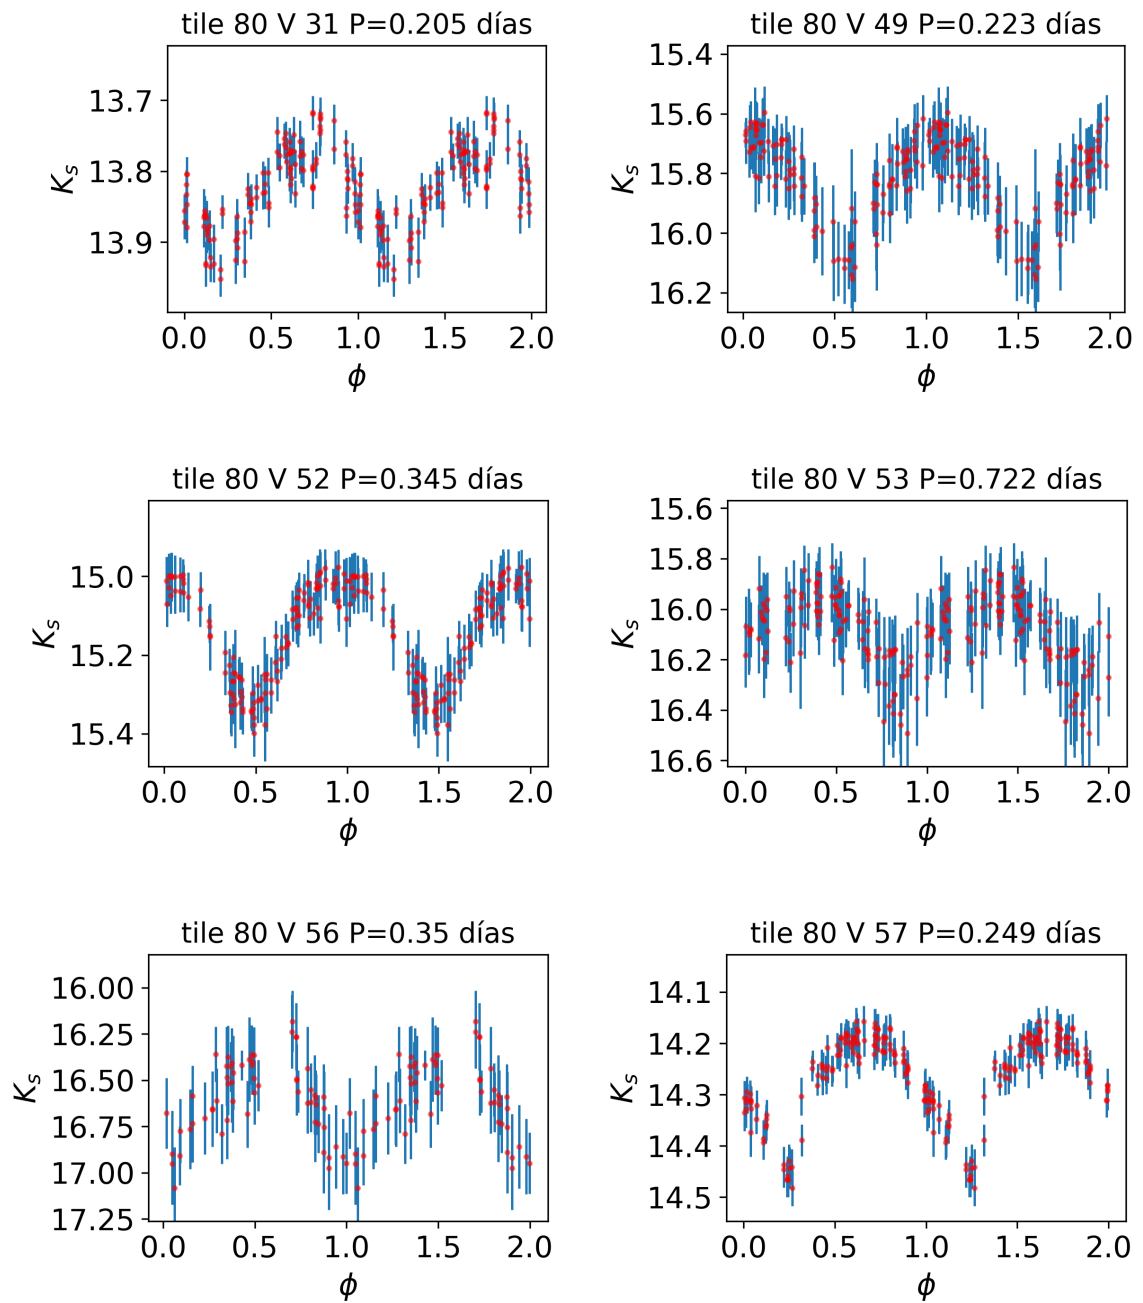 tile 80 V 31 P=0.205 días
13.7
13.8
13.9
Ks
0.0 0.5 1.0 1.5 2.0
ϕ
tile 80 V 49 P=0.223 días
15.4
15.6
15.8
16.0
16.2
Ks
0.0 0.5 1.0 1.5 2.0
ϕ
tile 80 V 52 P=0.345 días
15.0
15.2
15.4
Ks
0.0 0.5 1.0 1.5 2.0
ϕ
tile 80 V 53 P=0.722 días
15.6
15.8
16.0
16.2
16.4
16.6
Ks
0.0 0.5 1.0 1.5 2.0
ϕ
tile 80 V 56 P=0.35 días
16.00
16.25
16.50
16.75
17.00
17.25
Ks
0.0 0.5 1.0 1.5 2.0
ϕ
tile 80 V 57 P=0.249 días
14.1
14.2
14.3
14.4
14.5
Ks
0.0 0.5 1.0 1.5 2.0
ϕ